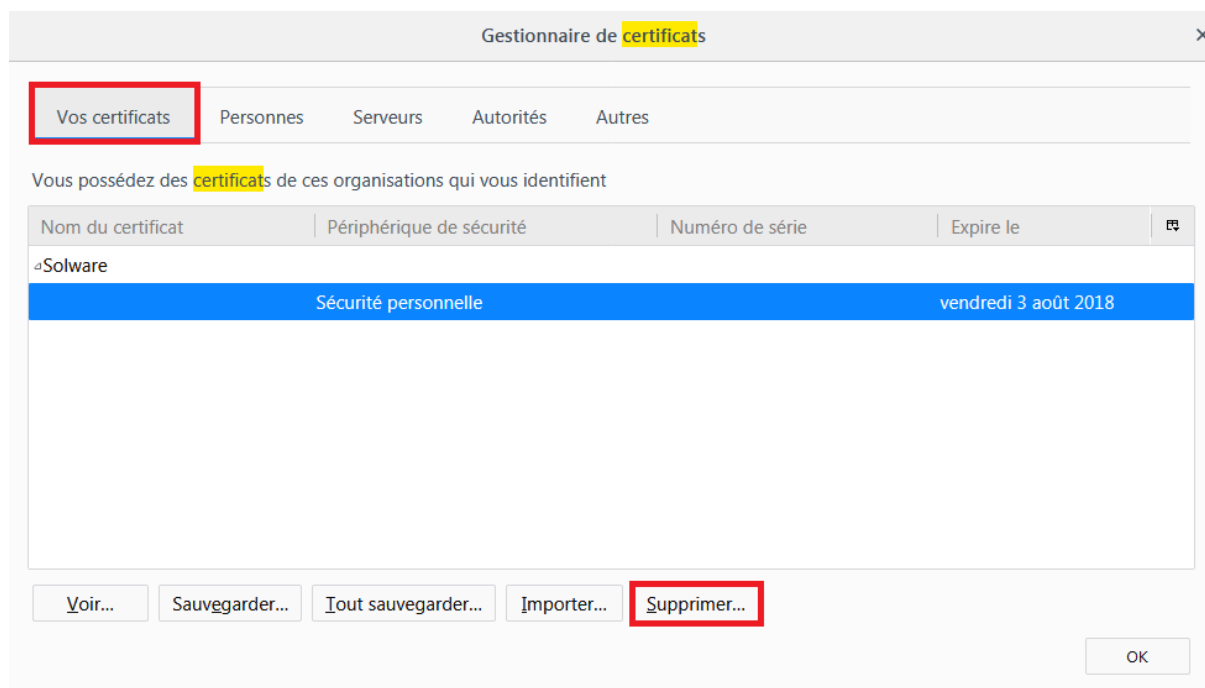 Gestionnaire de certificats
Vos certificats Personnes Serveurs Autorités Autres
Vous possédez des certificats de ces organisations qui vous identifient
Nom du certificat Périphérique de sécurité Numéro de série Expire le
Solware
Sécurité personnelle vendredi 3 août 2018
Voir... Sauvegarder... Tout sauvegarder... Importer... Supprimer...
OK